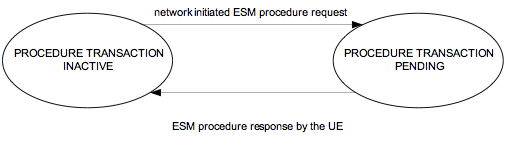 network initiated ESM procedure request
PROCEDURE TRANSACTION
INACTIVE
PROCEDURE TRANSACTION
PENDING
ESM procedure response by the UE